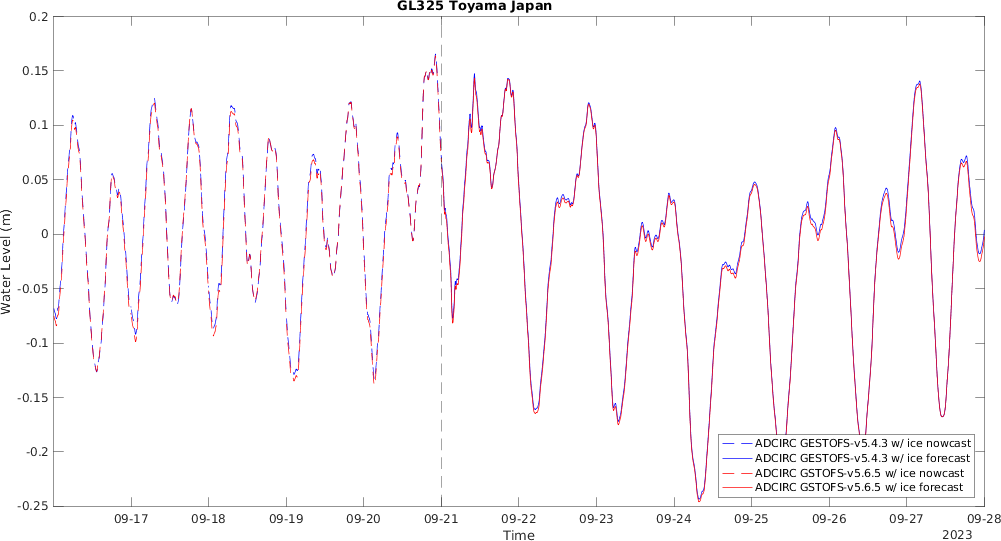 GL325 Toyama Japan
0.2
0.15
0.1
0.05
0
-0.05
-0.1
-0.15
-0.2
-0.25
Water Level (m)
ADCIRC GESTOFS-v5.4.3 w/ ice nowcast
ADCIRC GESTOFS-v5.4.3 w/ ice forecast
ADCIRC GSTOFS-v5.6.5 w/ ice nowcast
ADCIRC GSTOFS-v5.6.5 w/ ice forecast
09-17 09-18 09-19 09-20 09-21 09-22 09-23 09-24 09-25 09-26 09-27 09-28
Time
2023